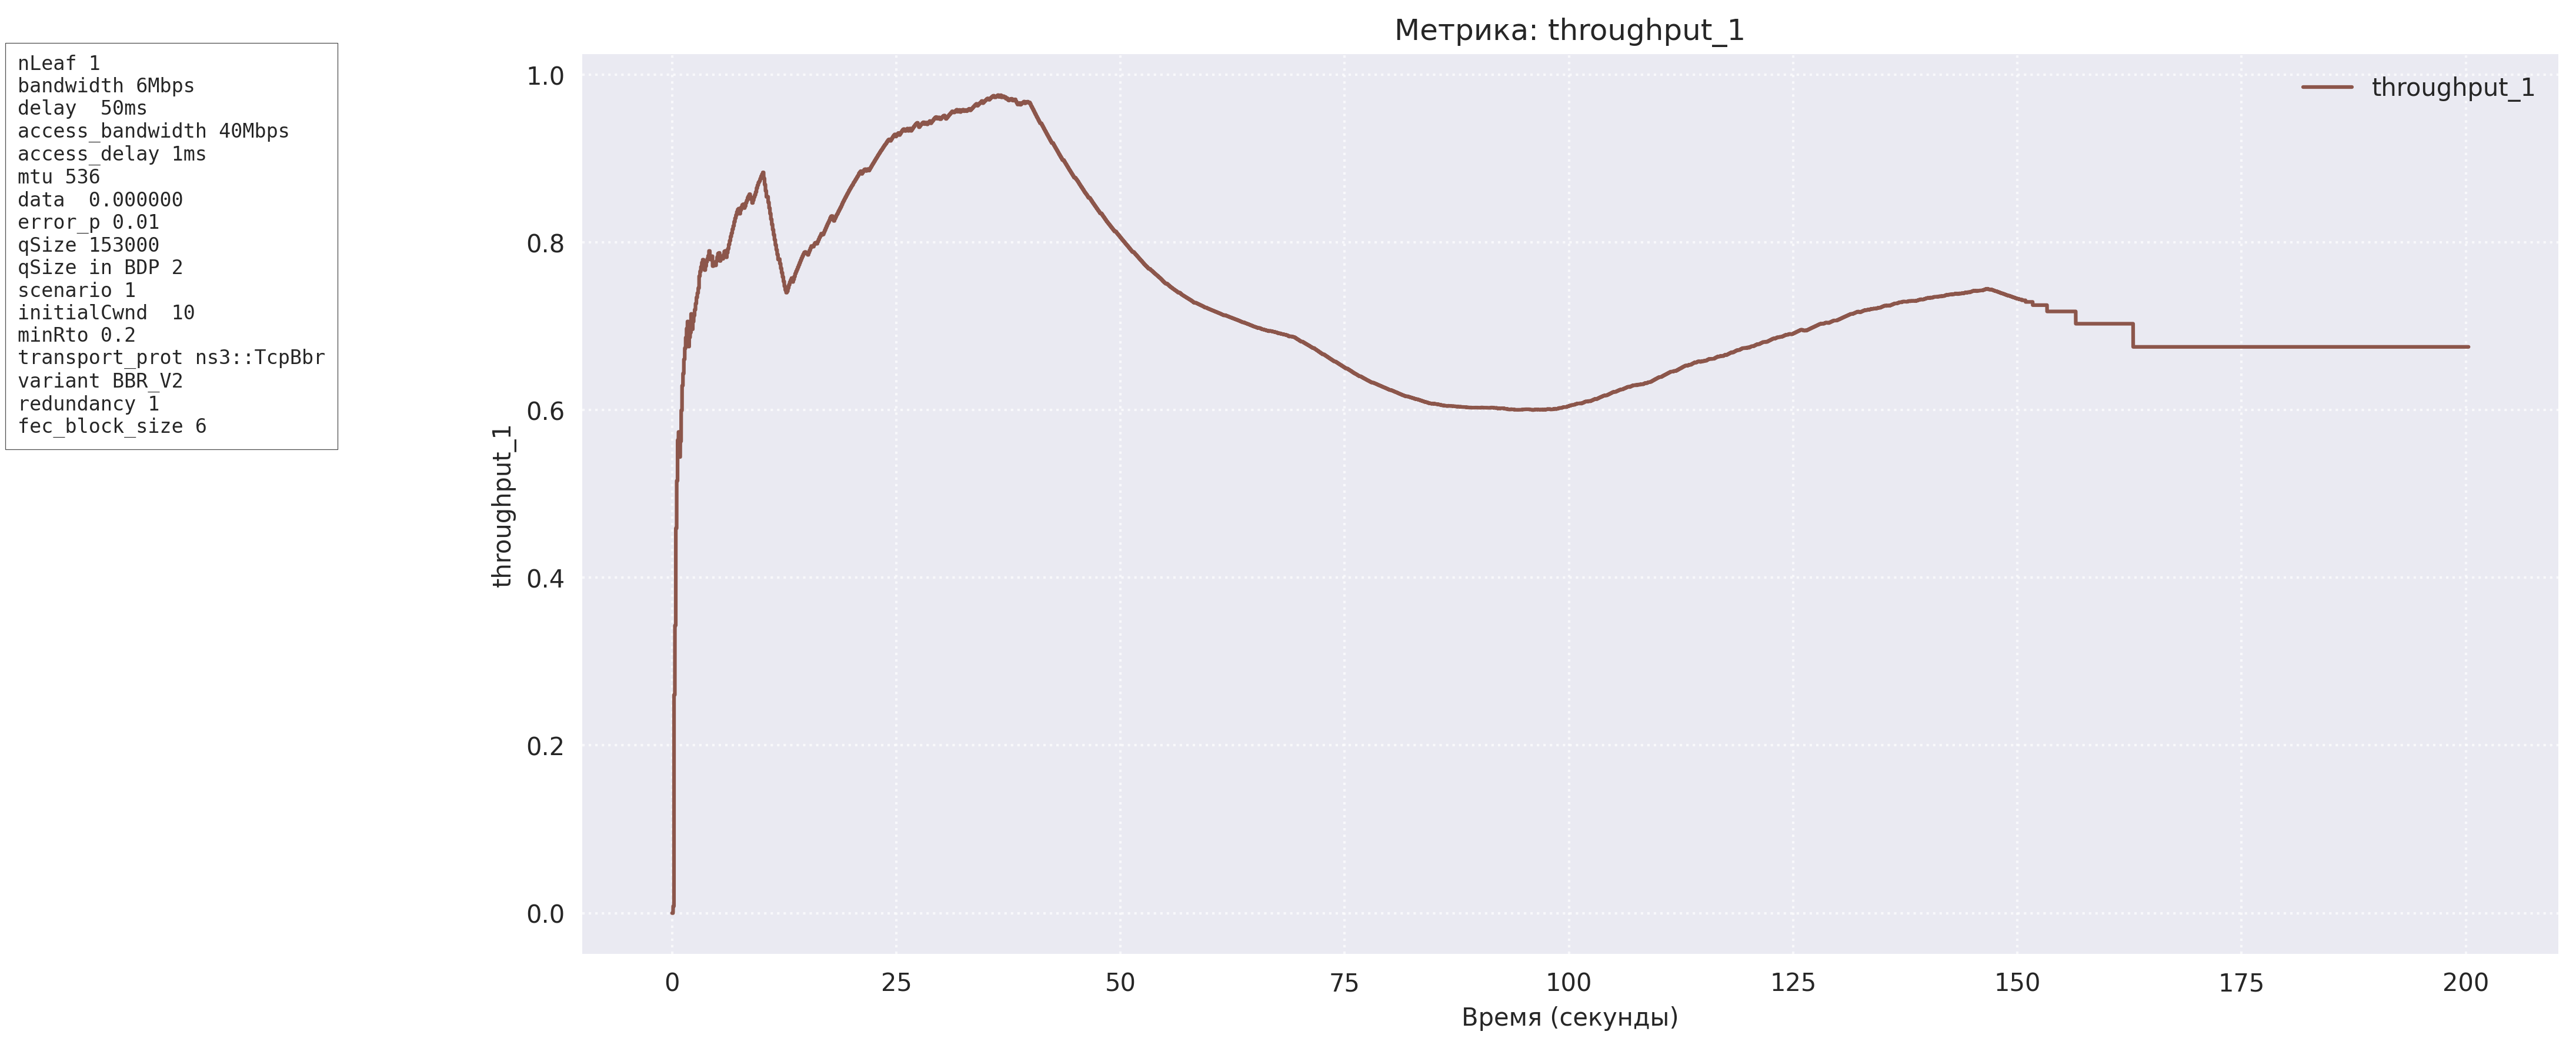 Метрика: throughput_1
nLeaf 1
bandwidth 6Mbps
delay  50ms
access_bandwidth 40Mbps
access_delay 1ms
mtu 536
data  0.000000
error_p 0.01
qSize 153000
qSize in BDP 2
scenario 1
initialCwnd  10
minRto 0.2
transport_prot ns3::TcpBbr
variant BBR_V2
redundancy 1
fec_block_size 6
throughput_1
throughput_1
1.0
0.8
0.6
0.4
0.2
0.0
0 25 50 75 100 125 150 175 200
Время (секунды)